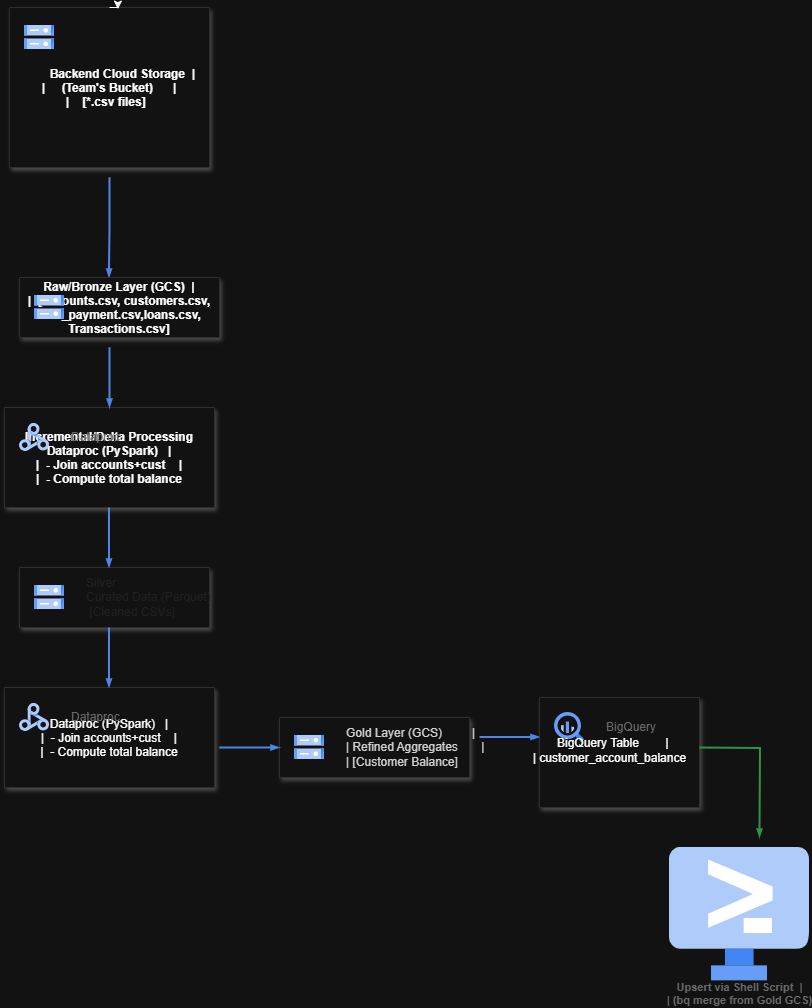 Backend Cloud Storage |
| (Team's Bucket) |
| [*.csv files]
Raw/Bronze Layer (GCS) |
| [ ounts.csv, customers.csv,
_payment.csv,loans.csv,
Transactions.csv]
Incremental/Delta Processing
Dataproc (PySpark) |
| - Join accounts+cust |
| - Compute total balance
Silver
Curated Data (Parquet)
[Cleaned CSVs]
Dataproc
Dataproc (PySpark) |
| - Join accounts+cust |
| - Compute total balance
Gold Layer (GCS) |
| Refined Aggregates |
| [Customer Balance]
BigQuery
BigQuery Table |
| customer_account_balance
Upsert via Shell Script |
| (bq merge from Gold GCS)